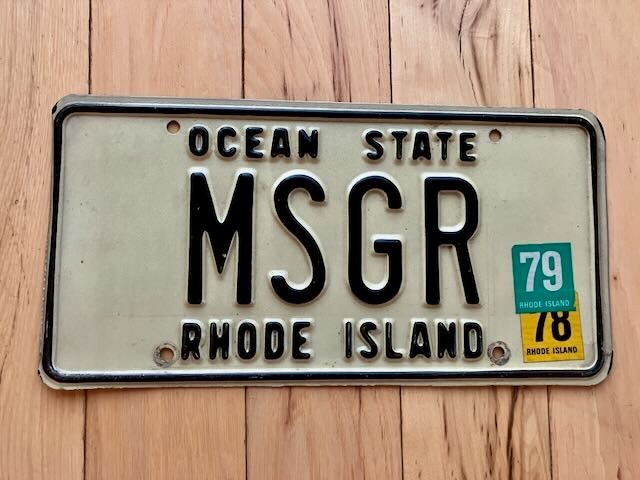 OCEAN STATE
MSGR
79
RHODE ISLAND
78
RHODE ISLAND
RHODE ISLAND